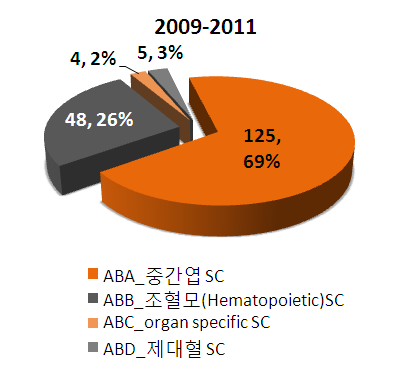 2009-2011
4, 2%
5, 3%
48, 26%
125,
69%
ABA_중간엽 SC
ABB_조혈모(Hematopoietic)SC
ABC_organ specific SC
ABD_제대혈 SC